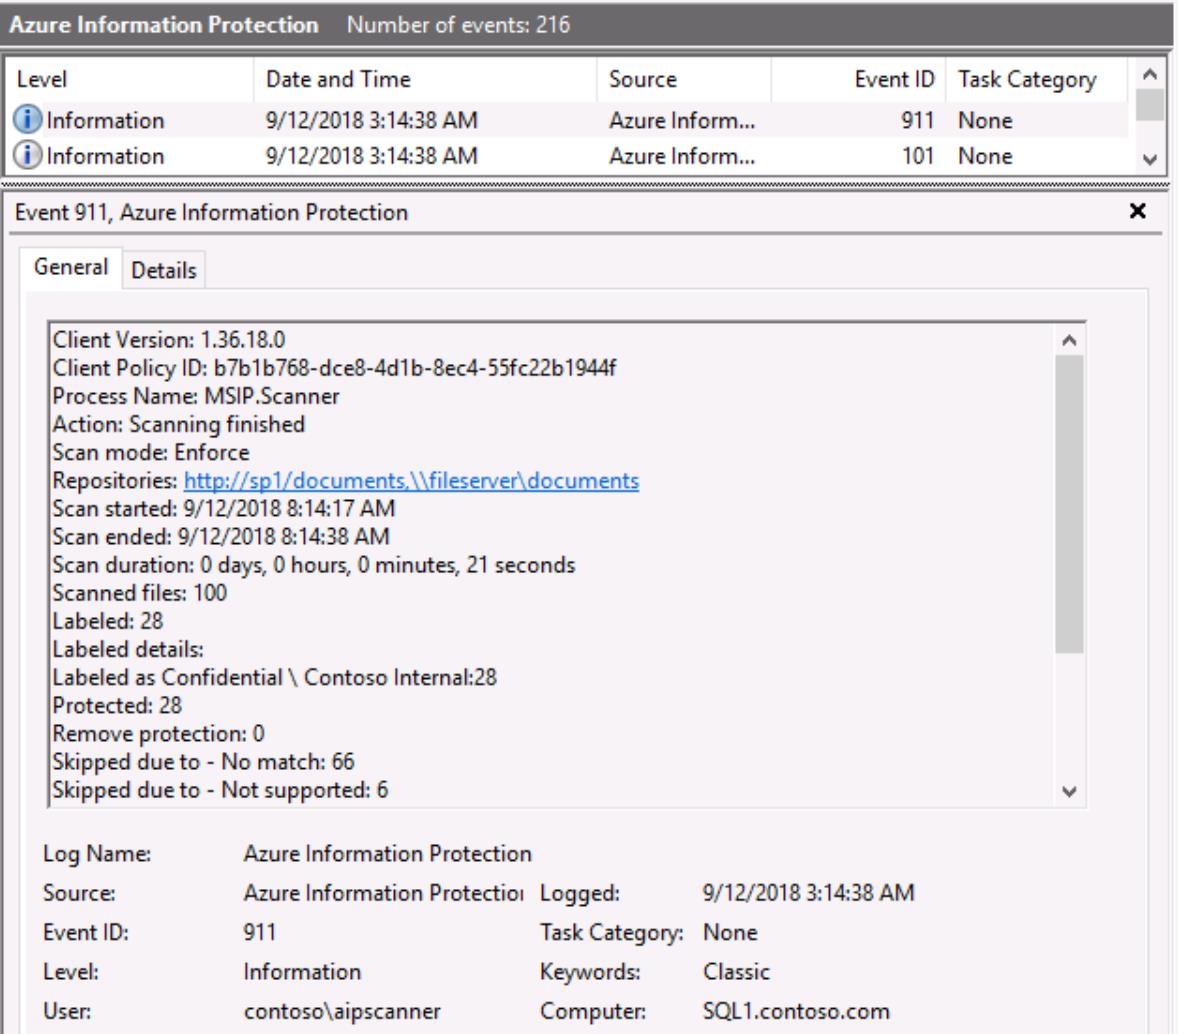 Azure Information Protection Number of events: 216
Level Date and Time Source Event ID Task Category
Information 9/12/2018 3:14:38 AM Azure Inform... 911 None
Information 9/12/2018 3:14:38 AM Azure Inform... 101 None
Event 911, Azure Information Protection
General Details
Client Version: 1.36.18.0
Client Policy ID: b7b1b768-dce8-4d1b-8ec4-55fc22b1944f
Process Name: MSIP.Scanner
Action: Scanning finished
Scan mode: Enforce
Repositories: http://sp1/documents,\\fileserver\documents
Scan started: 9/12/2018 8:14:17 AM
Scan ended: 9/12/2018 8:14:38 AM
Scan duration: 0 days, 0 hours, 0 minutes, 21 seconds
Scanned files: 100
Labeled: 28
Labeled details:
Labeled as Confidential \ Contoso Internal:28
Protected: 28
Remove protection: 0
Skipped due to - No match: 66
Skipped due to - Not supported: 6
Log Name: Azure Information Protection
Source: Azure Information Protection Logged: 9/12/2018 3:14:38 AM
Event ID: 911 Task Category: None
Level: Information Keywords: Classic
User: contoso\aipscanner Computer: SQL1.contoso.com